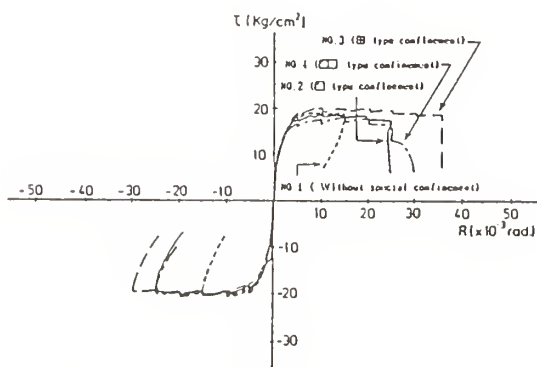 τ (Kg/cm²)
30
NO.3 (⊞ type confinement)
NO.4 ( type confinement)
NO.2 ( type confinement)
20
10
NO.1 ( Without special confinement)
-50 -40 -30 -20 -10
10 20 30 40 50
R(x10⁻³rad.)
-10
-20
-30